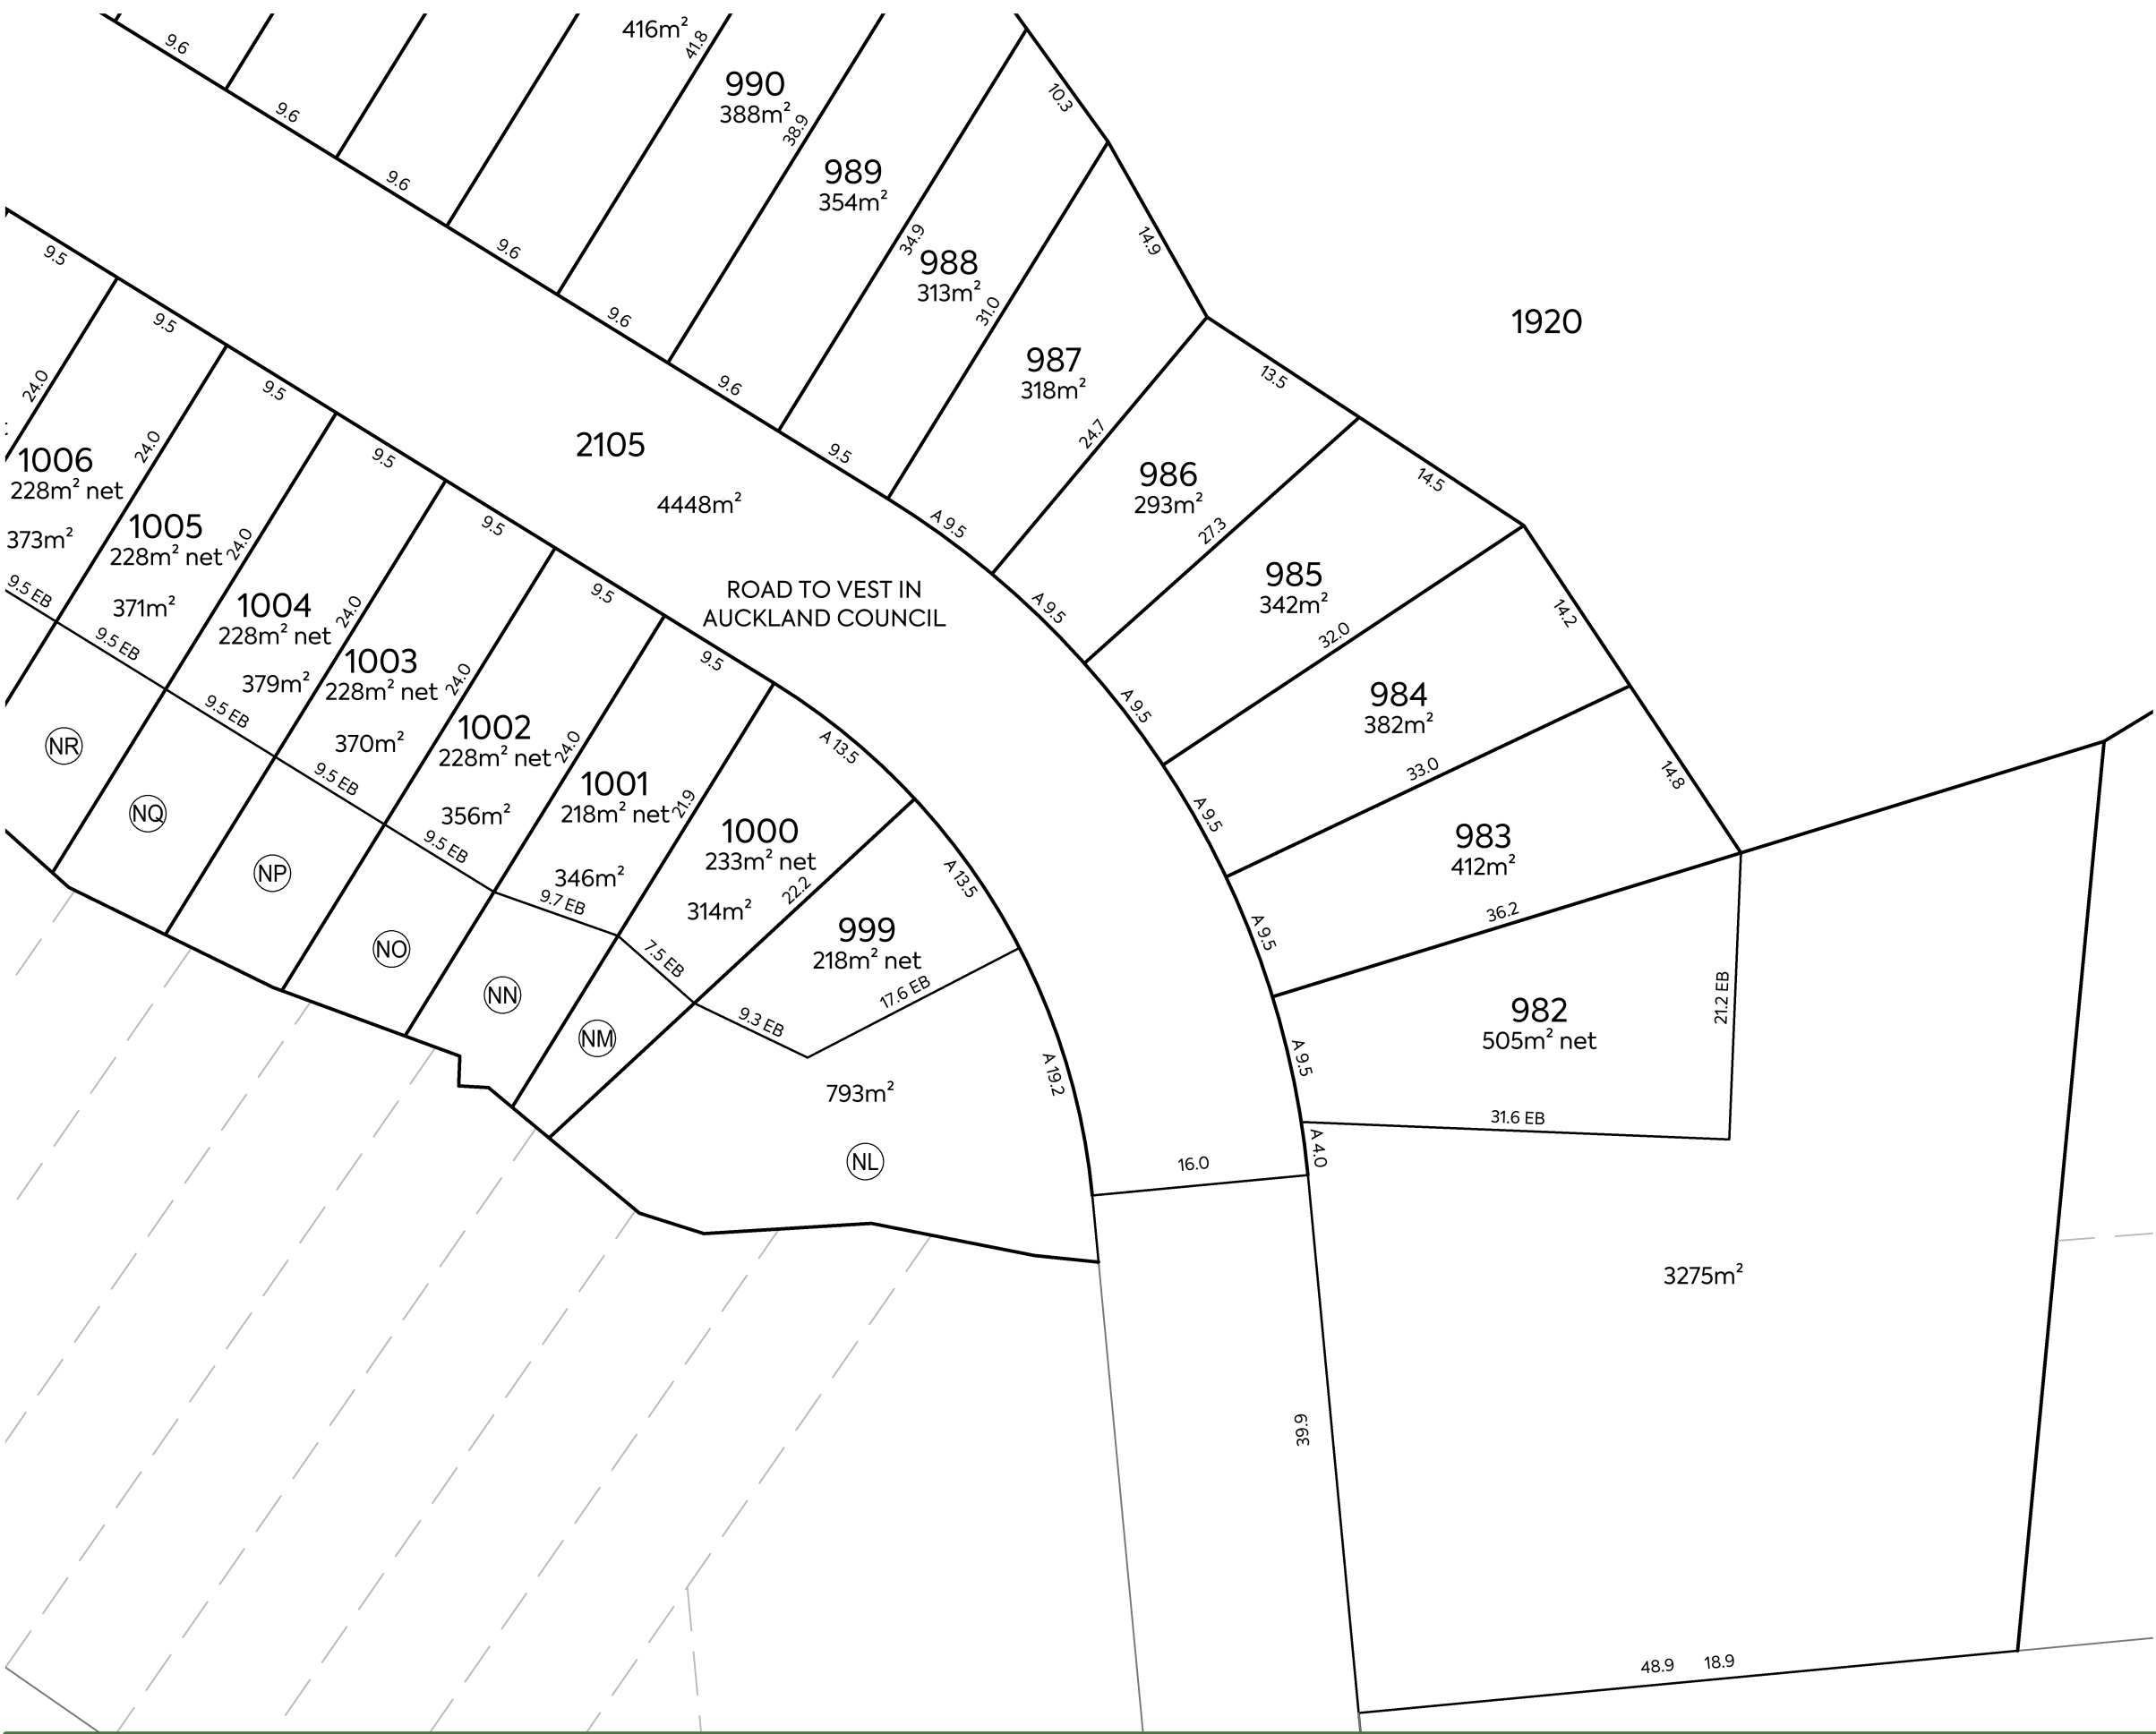 416m²
41.8
9.6
990
388m²
10.3
9.6
38.9
989
354m²
9.6
14.9
34.9
9.5
9.6
988
313m²
31.0
9.5
9.6
1920
987
318m²
13.5
9.6
24.0
9.5
24.7
2105
9.5
1006
228m² net
24.0
9.5
986
293m²
14.5
4448m²
373m²
1005
228m² net
24.0
9.5
A 9.5
27.3
985
342m²
9.5 EB
371m²
1004
228m² net
24.0
9.5
ROAD TO VEST IN
AUCKLAND COUNCIL
A 9.5
32.0
14.2
9.5 EB
379m²
1003
228m² net
24.0
9.5
984
382m²
A 9.5
NR
9.5 EB
370m²
1002
228m² net
24.0
A 13.5
33.0
14.8
NQ
9.5 EB
356m²
1001
218m² net
21.9
A 9.5
983
412m²
NP
9.5 EB
346m²
1000
233m² net
22.2
A 13.5
36.2
NO
9.7 EB
314m²
999
218m² net
A 9.5
NN
7.5 EB
17.6 EB
21.2 EB
982
505m² net
NM
9.3 EB
A 9.5
793m²
A 19.2
31.6 EB
NL
16.0
A 4.0
3275m²
39.9
48.9
18.9